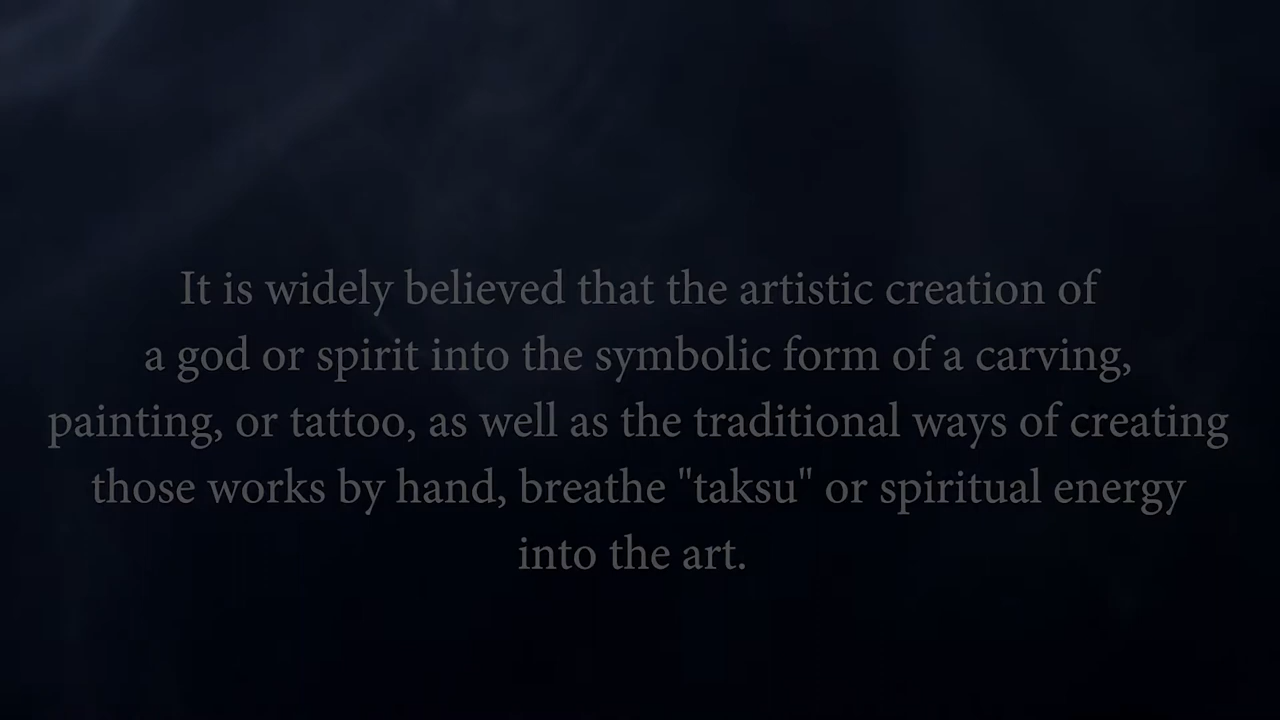 It is widely believed that the artistic creation of
a god or spirit into the symbolic form of a carving,
painting, or tattoo, as well as the traditional ways of creating
those works by hand, breathe "taksu" or spiritual energy
into the art.